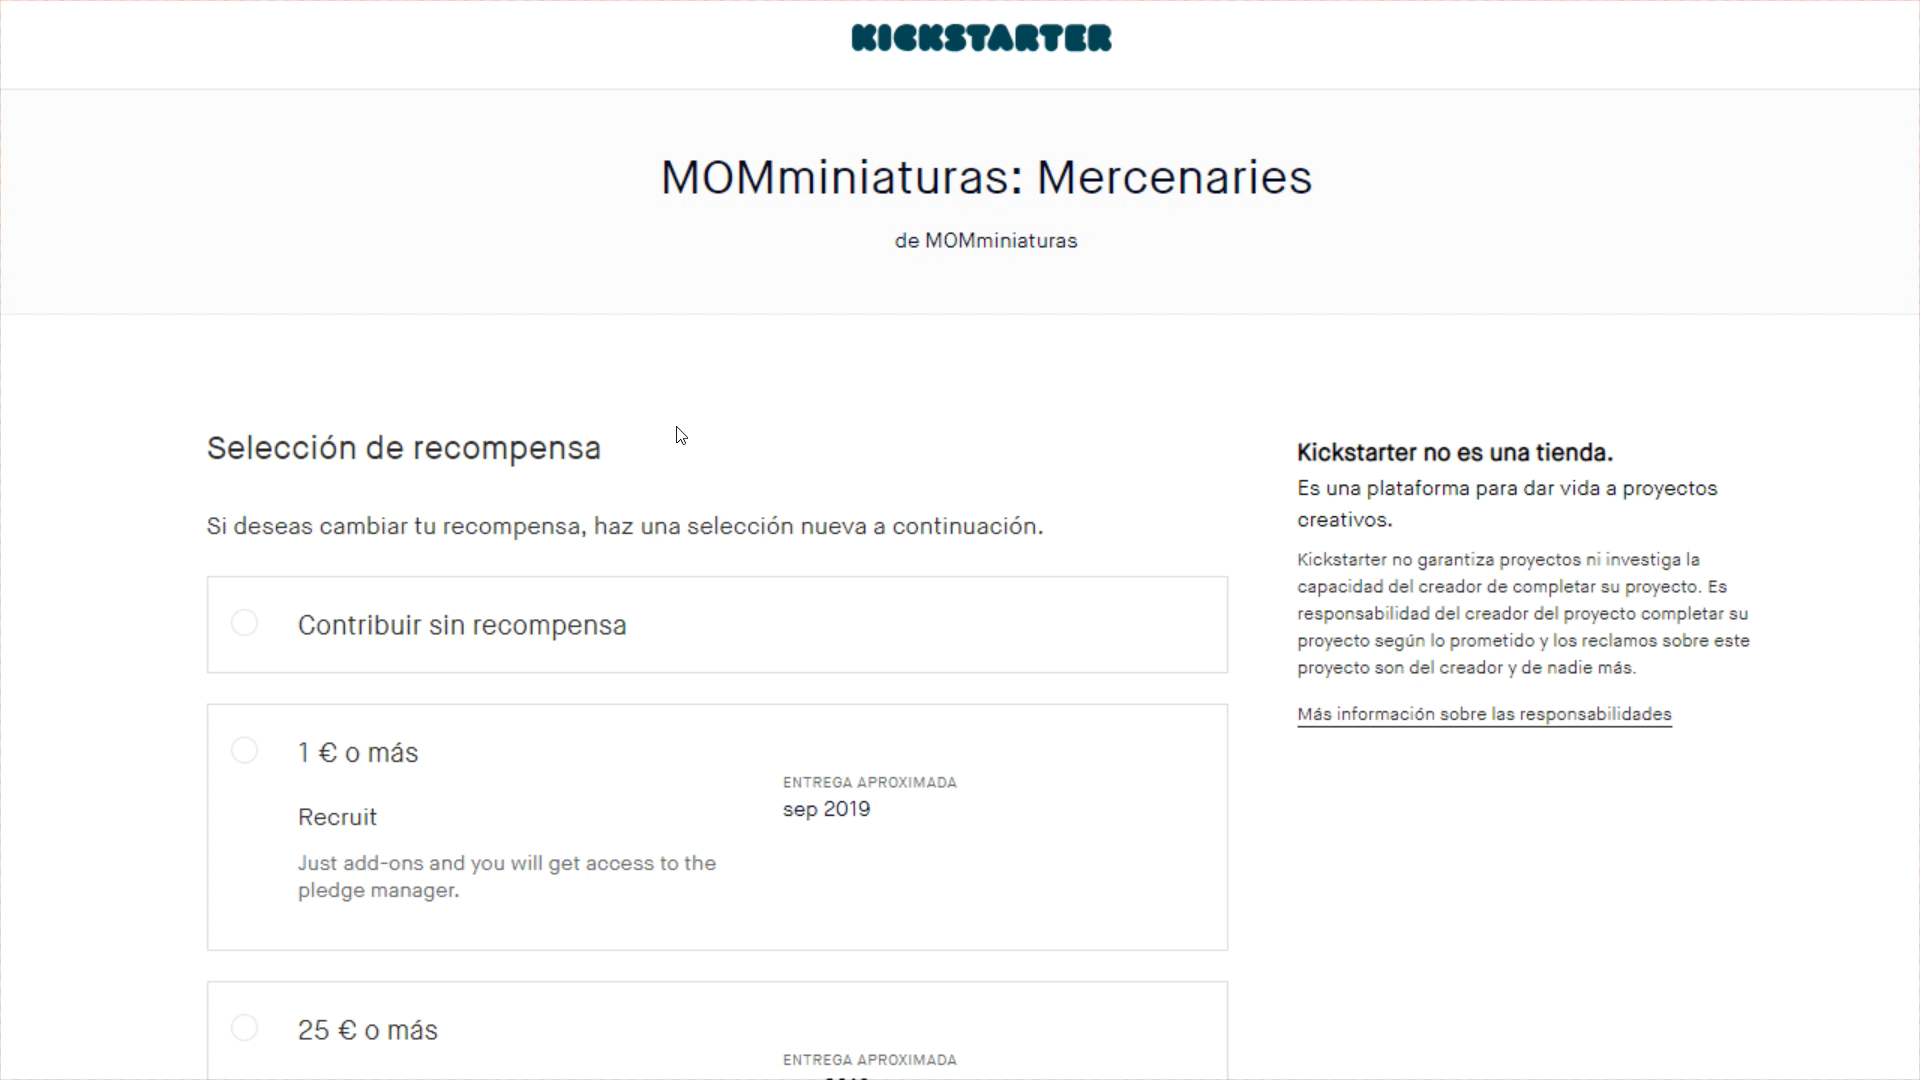 KICKSTARTER
MOMminiaturas: Mercenaries
de MOMminiaturas
Selección de recompensa
Si deseas cambiar tu recompensa, haz una selección nueva a continuación.
Contribuir sin recompensa
1 € o más
Recruit
Just add-ons and you will get access to the
pledge manager.
ENTREGA APROXIMADA
sep 2019
25 € o más
ENTREGA APROXIMADA
Kickstarter no es una tienda.
Es una plataforma para dar vida a proyectos
creativos.
Kickstarter no garantiza proyectos ni investiga la
capacidad del creador de completar su proyecto. Es
responsabilidad del creador del proyecto completar su
proyecto según lo prometido y los reclamos sobre este
proyecto son del creador y de nadie más.
Más información sobre las responsabilidades